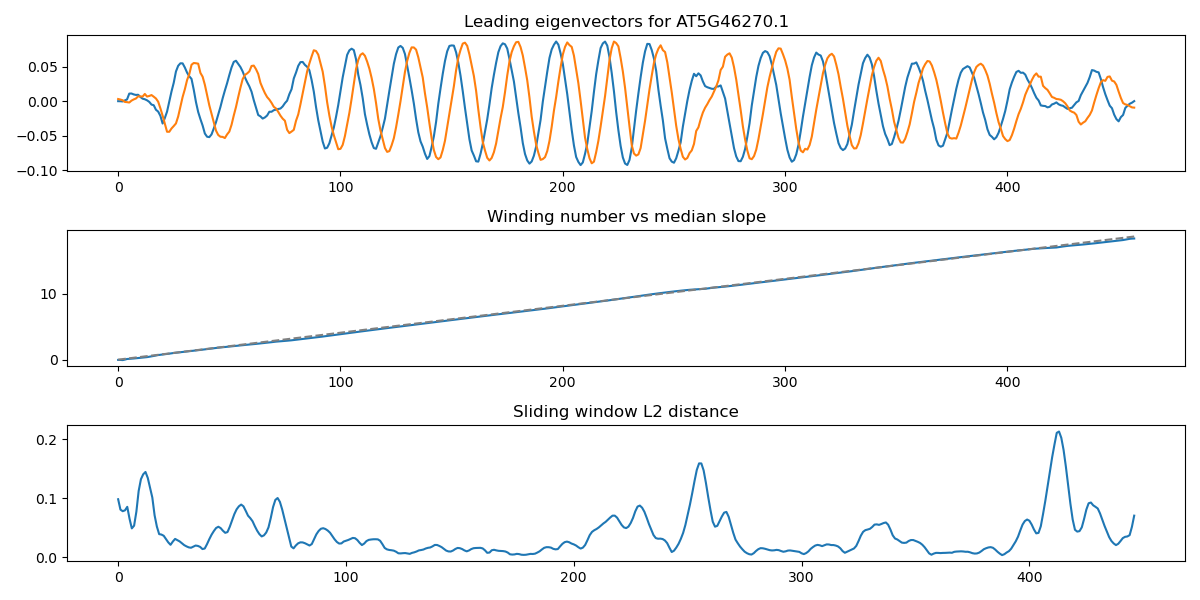 Leading eigenvectors for AT5G46270.1
0.05
0.00
−0.05
−0.10
0 100 200 300 400
Winding number vs median slope
10
0
0 100 200 300 400
Sliding window L2 distance
0.2
0.1
0.0
0 100 200 300 400